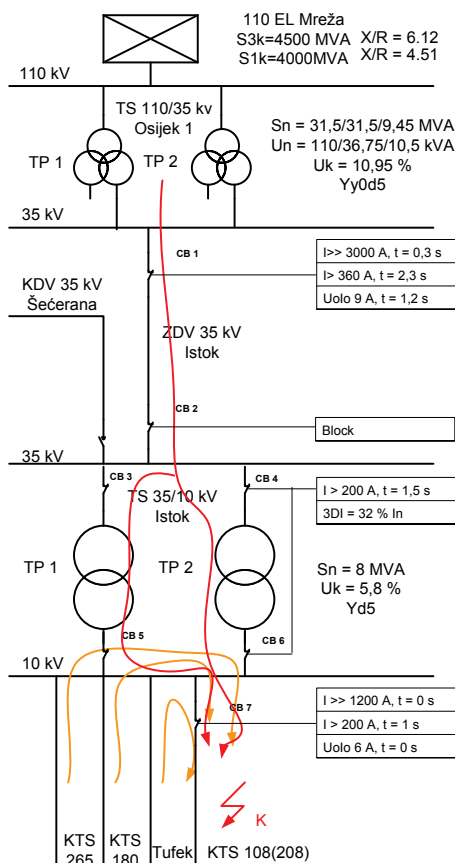 110 EL Mreža
S3k=4500 MVA X/R = 6.12
S1k=4000MVA X/R = 4.51
110 kV
TS 110/35 kv
Osijek 1
TP 1
TP 2
Sn = 31,5/31,5/9,45 MVA
Un = 110/36,75/10,5 kVA
Uk = 10,95 %
Yy0d5
35 kV
CB 1
I>> 3000 A, t = 0,3 s
I> 360 A, t = 2,3 s
Uolo 9 A, t = 1,2 s
KDV 35 kV
Šećerana
ZDV 35 kV
Istok
CB 2
Block
35 kV
CB 3
TS 35/10 kV
Istok
CB 4
I > 200 A, t = 1,5 s
3DI = 32 % In
TP 1
TP 2
Sn = 8 MVA
Uk = 5,8 %
Yd5
CB 5
CB 6
10 kV
CB 7
I >> 1200 A, t = 0 s
I > 200 A, t = 1 s
Uolo 6 A, t = 0 s
K
KTS
265
KTS
180
Tufek
KTS 108(208)